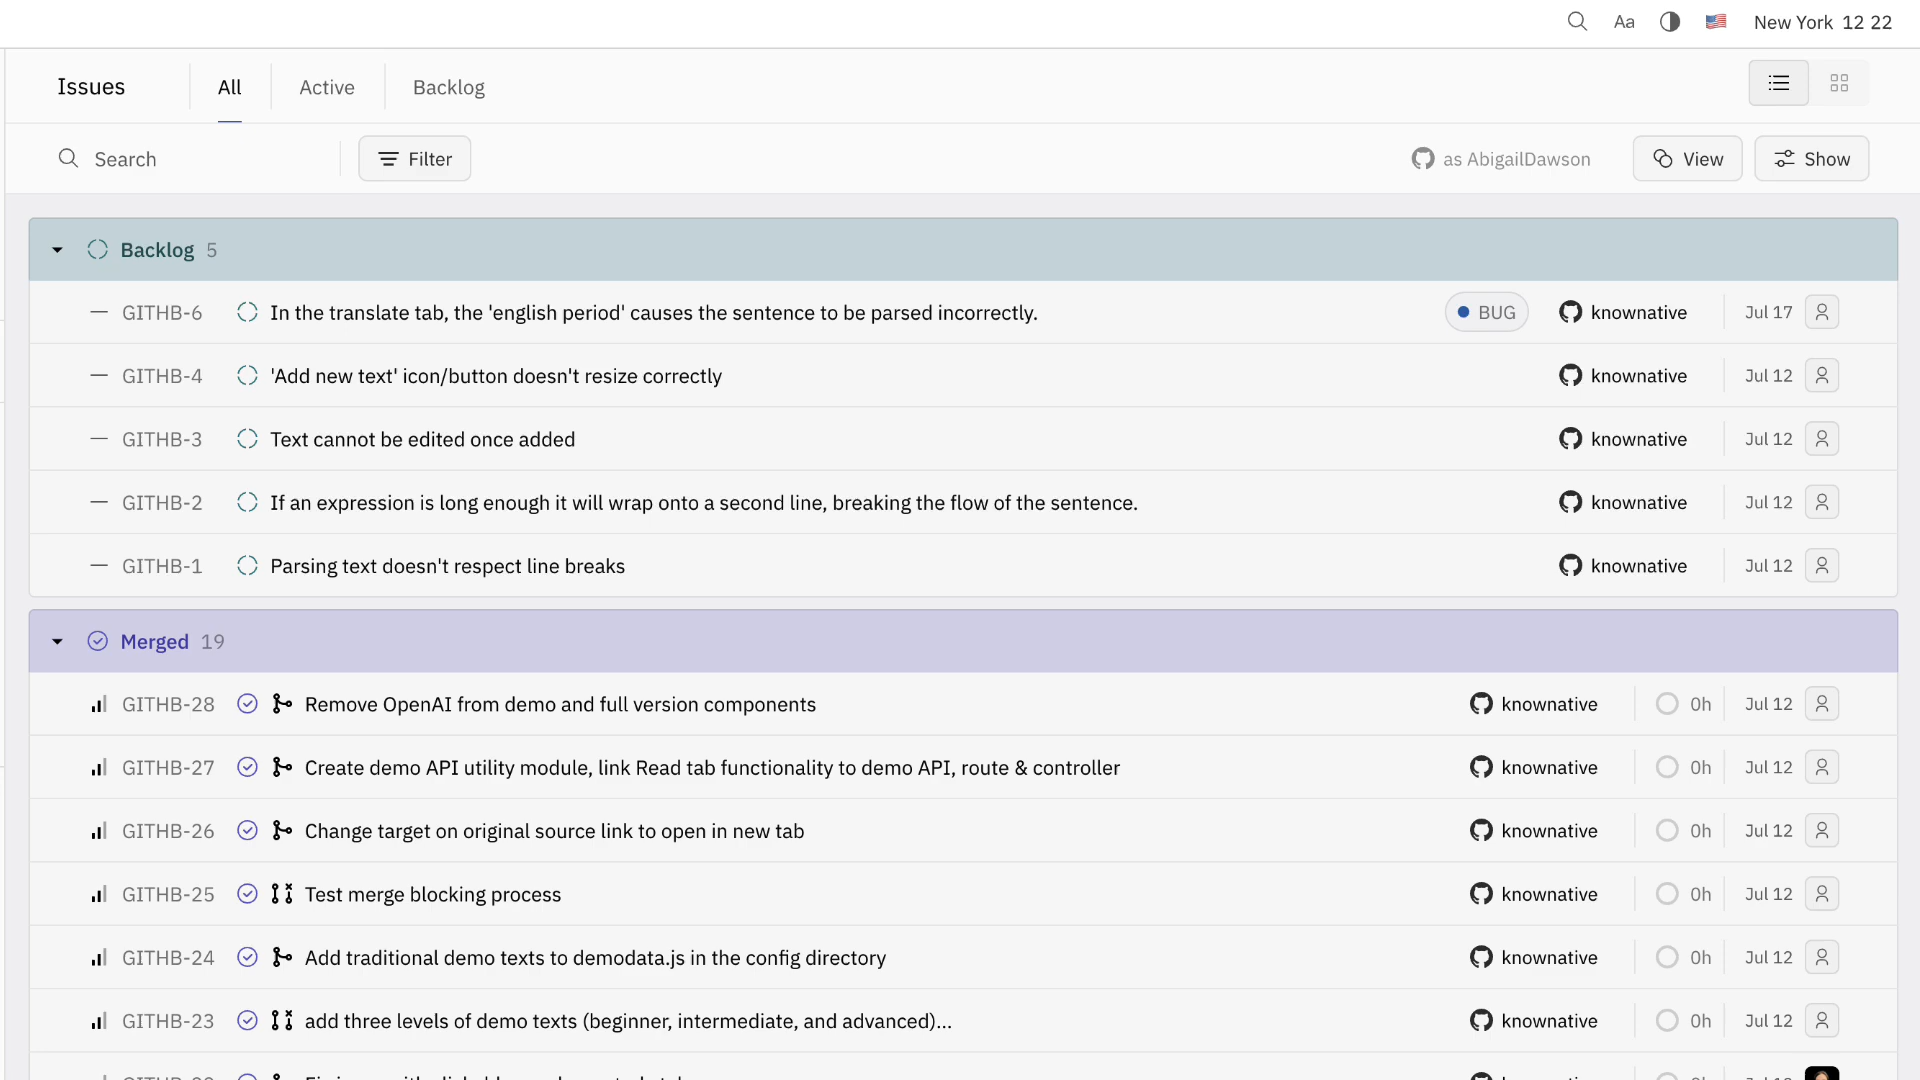 Aa New York 12 22
Issues All Active Backlog
Search Filter as AbigailDawson View Show
Backlog 5
GITHB-6 In the translate tab, the 'english period' causes the sentence to be parsed incorrectly. BUG knownative Jul 17
GITHB-4 'Add new text' icon/button doesn't resize correctly knownative Jul 12
GITHB-3 Text cannot be edited once added knownative Jul 12
GITHB-2 If an expression is long enough it will wrap onto a second line, breaking the flow of the sentence. knownative Jul 12
GITHB-1 Parsing text doesn't respect line breaks knownative Jul 12
Merged 19
GITHB-28 Remove OpenAI from demo and full version components knownative 0h Jul 12
GITHB-27 Create demo API utility module, link Read tab functionality to demo API, route & controller knownative 0h Jul 12
GITHB-26 Change target on original source link to open in new tab knownative 0h Jul 12
GITHB-25 Test merge blocking process knownative 0h Jul 12
GITHB-24 Add traditional demo texts to demodata.js in the config directory knownative 0h Jul 12
GITHB-23 add three levels of demo texts (beginner, intermediate, and advanced)... knownative 0h Jul 12